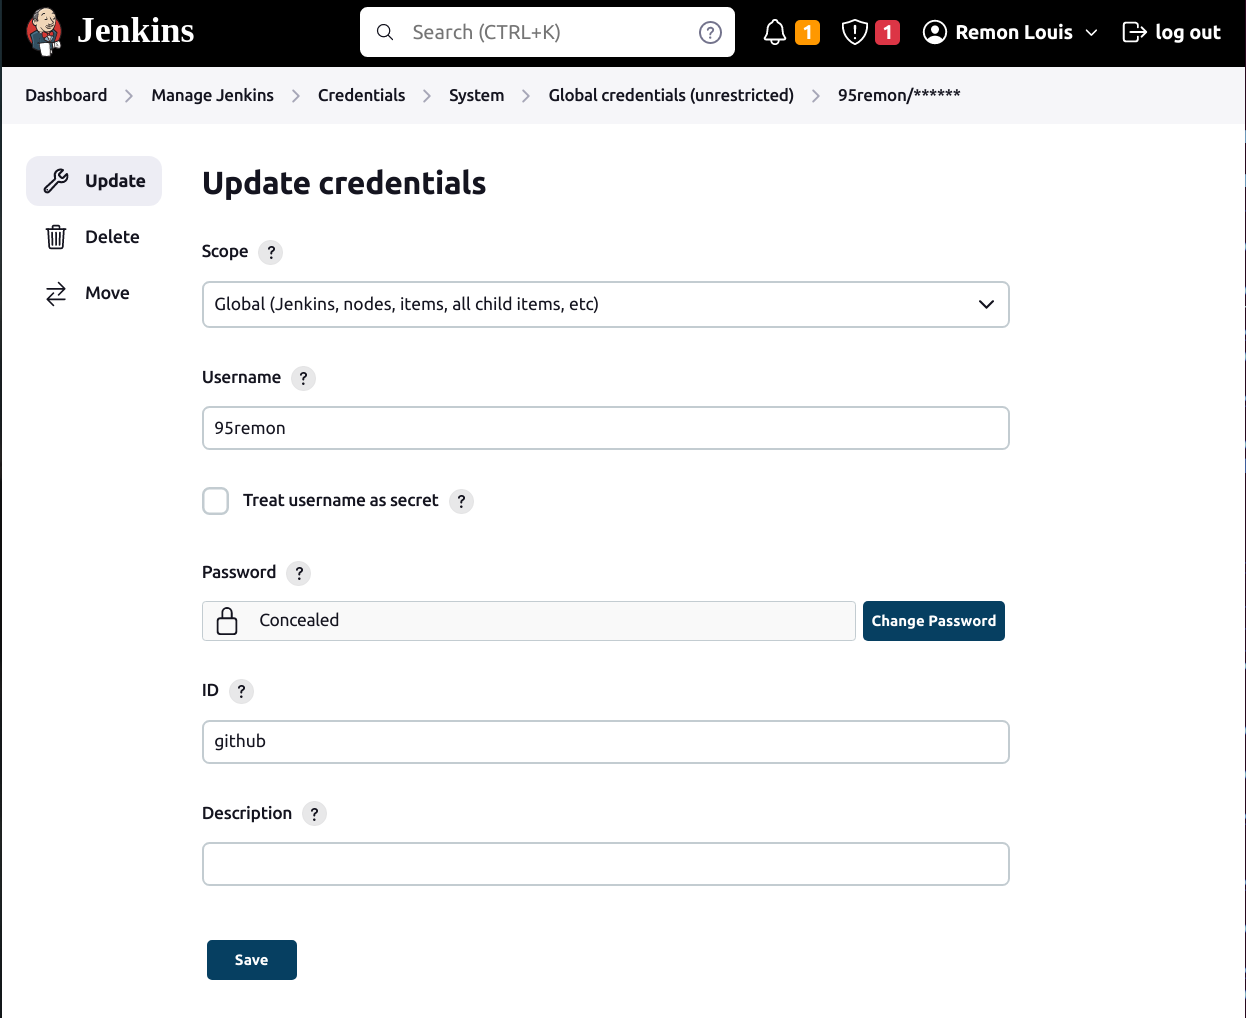 Jenkins Search (CTRL+K) ? 1 1 Remon Louis log out
Dashboard Manage Jenkins Credentials System Global credentials (unrestricted) 95remon/******
Update
Delete
Move
Update credentials
Scope ?
Global (Jenkins, nodes, items, all child items, etc)
Username ?
95remon
Treat username as secret ?
Password ?
Concealed Change Password
ID ?
github
Description ?
Save